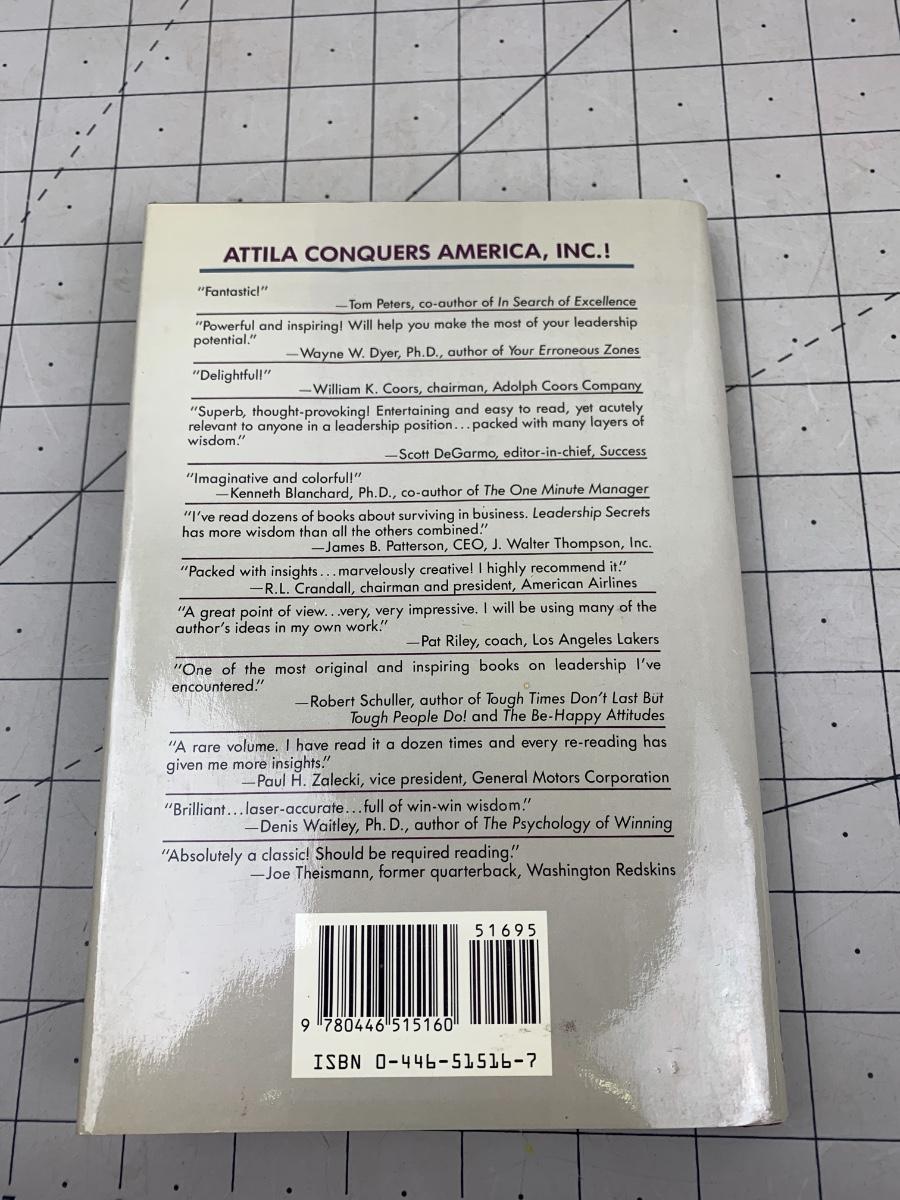 ATTILA CONQUERS AMERICA, INC.!
"Fantastic!"
—Tom Peters, co-author of In Search of Excellence
"Powerful and inspiring! Will help you make the most of your leadership
potential."
—Wayne W. Dyer, Ph.D., author of Your Erroneous Zones
"Delightful!"
—William K. Coors, chairman, Adolph Coors Company
"Superb, thought-provoking! Entertaining and easy to read, yet acutely
relevant to anyone in a leadership position...packed with many layers of
wisdom."
—Scott DeGarmo, editor-in-chief, Success
"Imaginative and colorful!"
—Kenneth Blanchard, Ph.D., co-author of The One Minute Manager
"I've read dozens of books about surviving in business. Leadership Secrets
has more wisdom than all the others combined."
—James B. Patterson, CEO, J. Walter Thompson, Inc.
"Packed with insights...marvelously creative! I highly recommend it."
—R.L. Crandall, chairman and president, American Airlines
"A great point of view...very, very impressive. I will be using many of the
author's ideas in my own work."
—Pat Riley, coach, Los Angeles Lakers
"One of the most original and inspiring books on leadership I've
encountered."
—Robert Schuller, author of Tough Times Don't Last But
Tough People Do! and The Be-Happy Attitudes
"A rare volume. I have read it a dozen times and every re-reading has
given me more insights."
—Paul H. Zalecki, vice president, General Motors Corporation
"Brilliant...laser-accurate...full of win-win wisdom."
—Denis Waitley, Ph.D., author of The Psychology of Winning
"Absolutely a classic! Should be required reading."
—Joe Theismann, former quarterback, Washington Redskins
51695
9 780446 515160
ISBN 0-446-51516-7